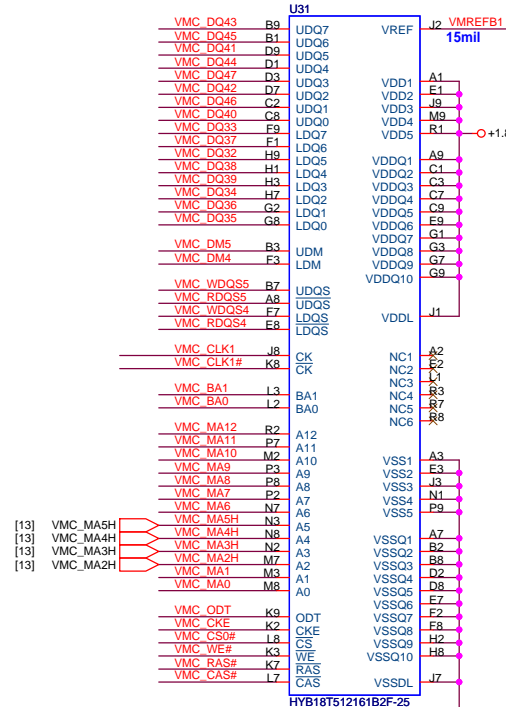 U31
VMC_DQ43 B9 UDQ7 VREF J2 VMREFB1
15mil
VMC_DQ45 B1 UDQ6
VMC_DQ41 D9 UDQ5
VMC_DQ44 D1 UDQ4
VMC_DQ47 D3 UDQ3 VDD1 A1
VMC_DQ42 D7 UDQ2 VDD2 E1
VMC_DQ46 C2 UDQ1 VDD3 J9
VMC_DQ40 C8 UDQ0 VDD4 M9
VMC_DQ33 F9 LDQ7 VDD5 R1 +1.8
VMC_DQ37 F1 LDQ6
VMC_DQ32 H9 LDQ5 VDDQ1 A9
VMC_DQ38 H1 LDQ4 VDDQ2 C1
VMC_DQ39 H3 LDQ3 VDDQ3 C3
VMC_DQ34 H7 LDQ2 VDDQ4 C7
VMC_DQ36 G2 LDQ1 VDDQ5 C9
VMC_DQ35 G8 LDQ0 VDDQ6 E9
VDDQ7 G1
VMC_DM5 B3 UDM VDDQ8 G3
VMC_DM4 F3 LDM VDDQ9 G7
VDDQ10 G9
VMC_WDQS5 B7 UDQS
VMC_RDQS5 A8 UDQS
VMC_WDQS4 F7 LDQS VDDL J1
VMC_RDQS4 E8 LDQS
VMC_CLK1 J8 CK NC1 A2
VMC_CLK1# K8 CK NC2 E2
NC3 L1
VMC_BA1 L3 BA1 NC4 R3
VMC_BA0 L2 BA0 NC5 R7
NC6 R8
VMC_MA12 R2 A12
VMC_MA11 P7 A11
VMC_MA10 M2 A10 VSS1 A3
VMC_MA9 P3 A9 VSS2 E3
VMC_MA8 P8 A8 VSS3 J3
VMC_MA7 P2 A7 VSS4 N1
VMC_MA6 N7 A6 VSS5 P9
[13] VMC_MA5H VMC_MA5H N3 A5
[13] VMC_MA4H VMC_MA4H N8 A4 VSSQ1 A7
[13] VMC_MA3H VMC_MA3H N2 A3 VSSQ2 B2
[13] VMC_MA2H VMC_MA2H M7 A2 VSSQ3 B8
VMC_MA1 M3 A1 VSSQ4 D2
VMC_MA0 M8 A0 VSSQ5 D8
VSSQ6 E7
VMC_ODT K9 ODT VSSQ7 F2
VMC_CKE K2 CKE VSSQ8 F8
VMC_CS0# L8 CS VSSQ9 H2
VMC_WE# K3 WE VSSQ10 H8
VMC_RAS# K7 RAS
VMC_CAS# L7 CAS VSSDL J7
HYB18T512161B2F-25